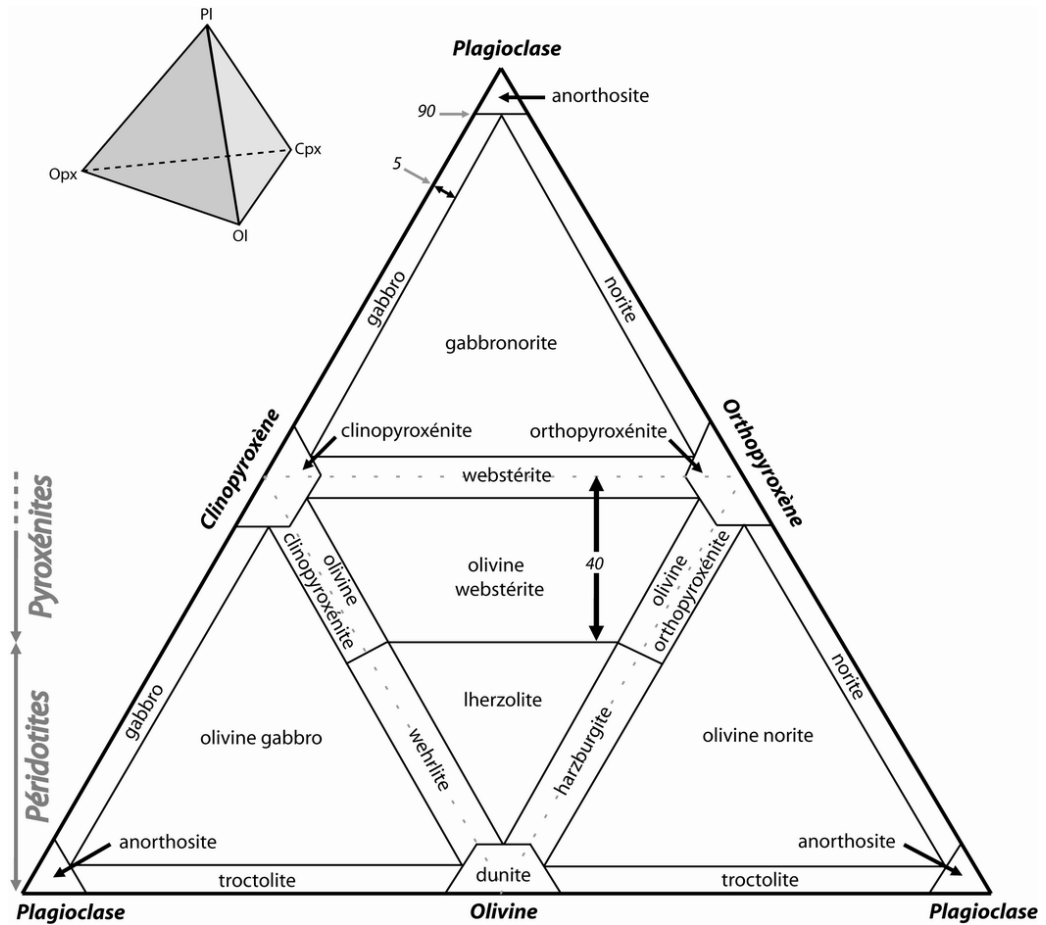 Pl
Opx
Cpx
Ol
Plagioclase
anorthosite
90
5
gabbro
norite
gabbronorite
Clinopyroxène
Orthopyroxène
clinopyroxénite
orthopyroxénite
webstérite
Pyroxénites
Péridotites
olivine
clinopyroxénite
olivine
webstérite
40
olivine
orthopyroxénite
lherzolite
gabbro
olivine gabbro
wehrlite
harzburgite
olivine norite
norite
anorthosite
anorthosite
troctolite
dunite
troctolite
Plagioclase
Olivine
Plagioclase